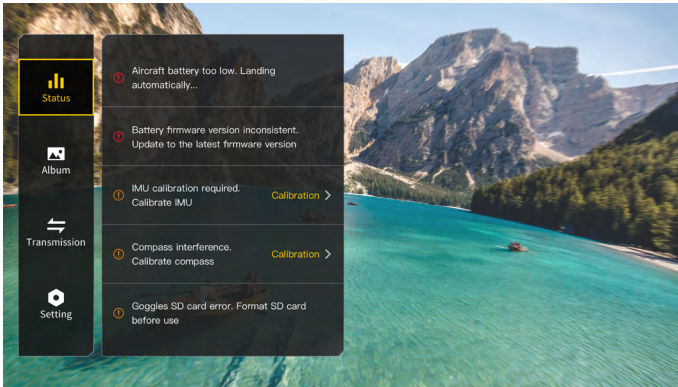 Status
Album
Transmission
Setting
Aircraft battery too low. Landing
automatically...
Battery firmware version inconsistent.
Update to the latest firmware version
IMU calibration required.
Calibrate IMU
Calibration
Compass interference.
Calibrate compass
Calibration
Goggles SD card error. Format SD card
before use